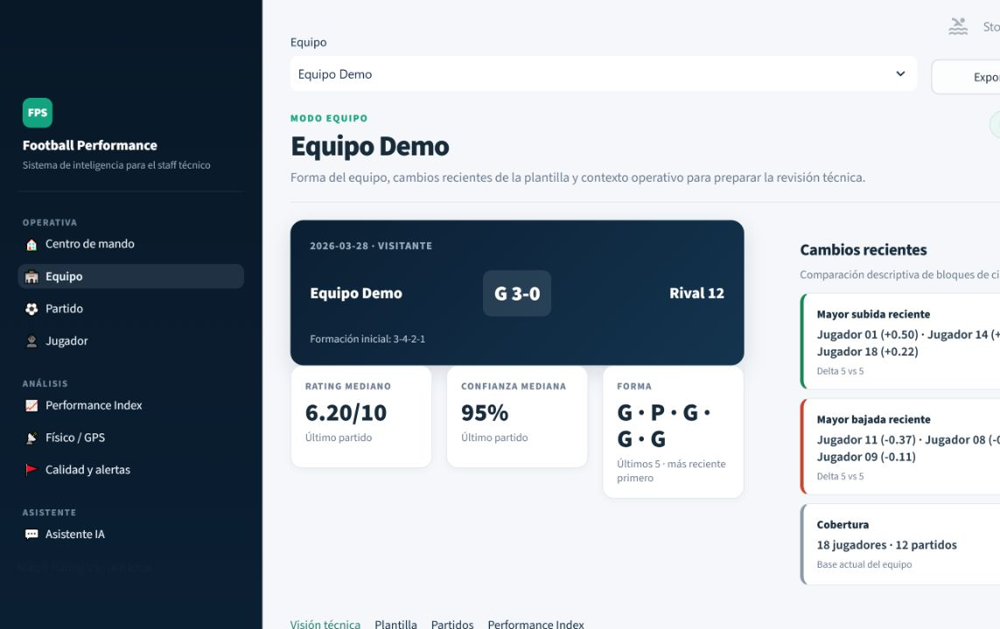 FPS
Football Performance
Sistema de inteligencia para el staff técnico
OPERATIVA
Centro de mando
Equipo
Partido
Jugador
ANÁLISIS
Performance Index
Físico / GPS
Calidad y alertas
ASISTENTE
Asistente IA
Equipo
Equipo Demo
MODO EQUIPO
Equipo Demo
Forma del equipo, cambios recientes de la plantilla y contexto operativo para preparar la revisión técnica.
2026-03-28 · VISITANTE
Equipo Demo
G 3-0
Rival 12
Formación inicial: 3-4-2-1
RATING MEDIANO
6.20/10
Último partido
CONFIANZA MEDIANA
95%
Último partido
FORMA
G · P · G ·
G · G
Últimos 5 · más reciente
primero
Cambios recientes
Comparación descriptiva de bloques de
Mayor subida reciente
Jugador 01 (+0.50) · Jugador 14
Jugador 18 (+0.22)
Delta 5 vs 5
Mayor bajada reciente
Jugador 11 (-0.37) · Jugador 08
Jugador 09 (-0.11)
Delta 5 vs 5
Cobertura
18 jugadores · 12 partidos
Base actual del equipo
Visión técnica
Plantilla
Partidos
Performance Index